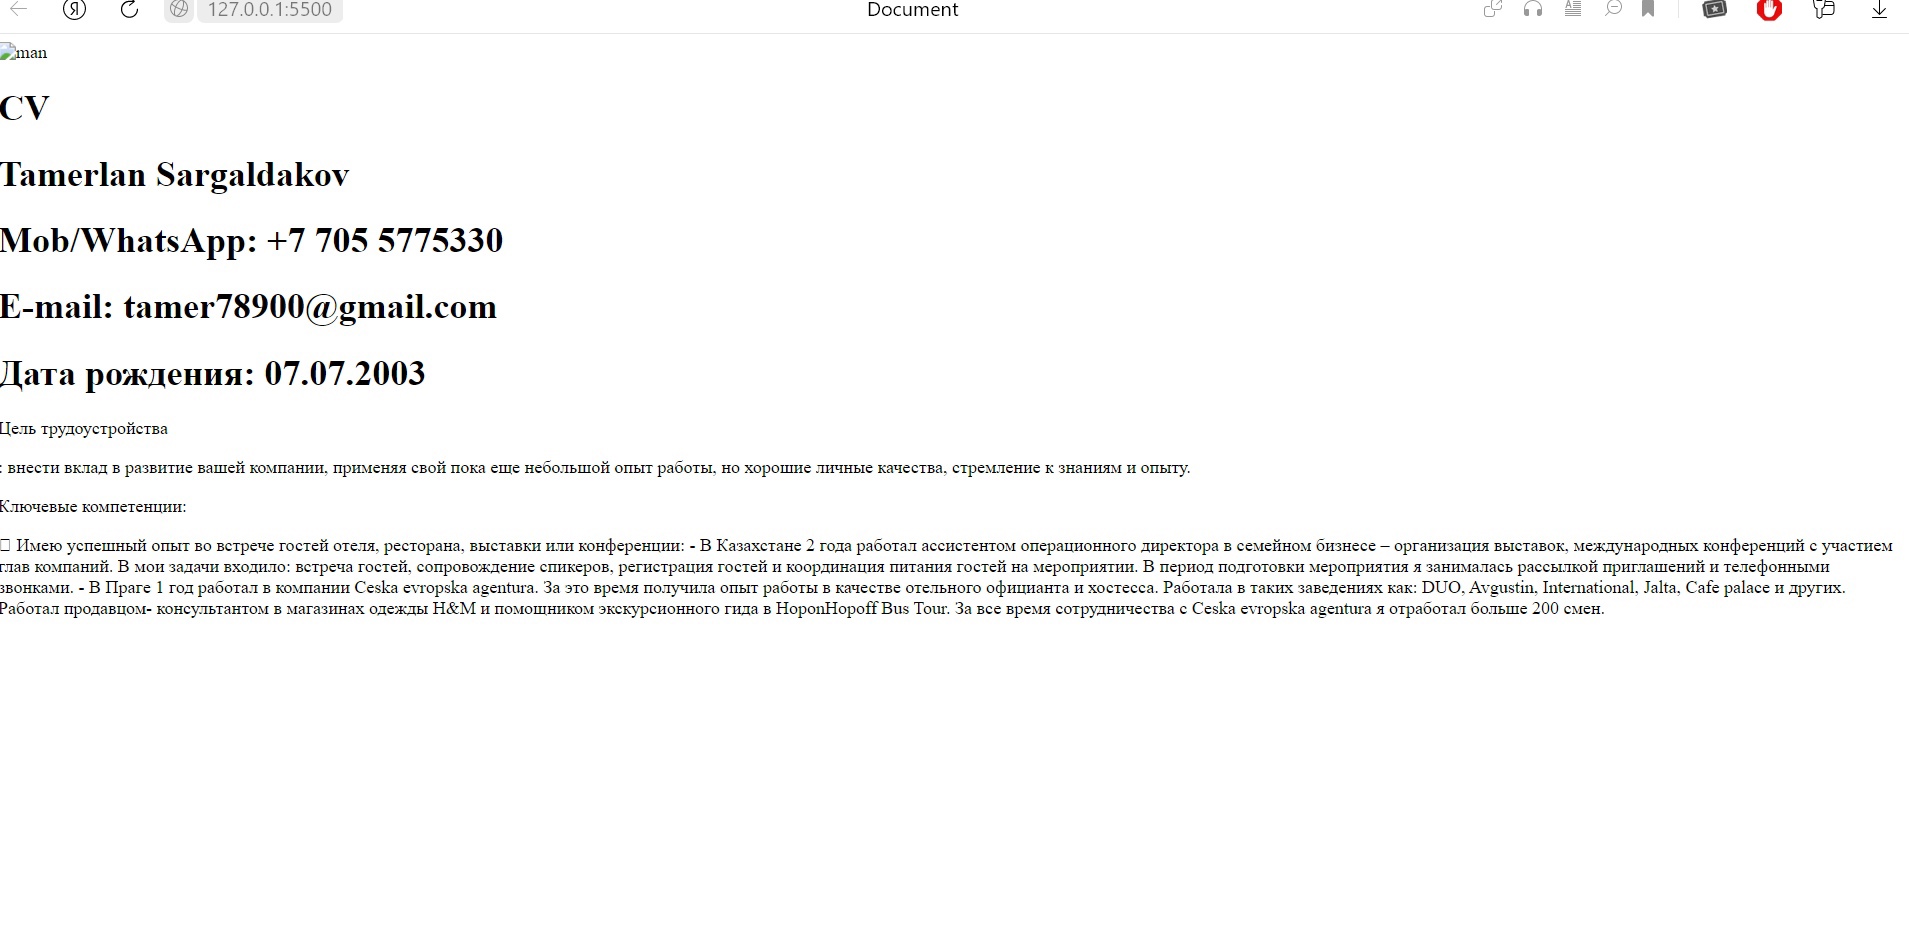 127.0.0.1:5500
Document
man
CV
Tamerlan Sargaldakov
Mob/WhatsApp: +7 705 5775330
E-mail: tamer78900@gmail.com
Дата рождения: 07.07.2003
Цель трудоустройства
: внести вклад в развитие вашей компании, применяя свой пока еще небольшой опыт работы, но хорошие личные качества, стремление к знаниям и опыту.
Ключевые компетенции:
Имею успешный опыт во встрече гостей отеля, ресторана, выставки или конференции: - В Казахстане 2 года работал ассистентом операционного директора в семейном бизнесе – организация выставок, международных конференций с участием
глав компаний. В мои задачи входило: встреча гостей, сопровождение спикеров, регистрация гостей и координация питания гостей на мероприятии. В период подготовки мероприятия я занималась рассылкой приглашений и телефонными
звонками. - В Праге 1 год работал в компании Ceska evropska agentura. За это время получила опыт работы в качестве отельного официанта и хостесса. Работала в таких заведениях как: DUO, Avgustin, International, Jalta, Cafe palace и других.
Работал продавцом- консультантом в магазинах одежды H&M и помощником экскурсионного гида в HoponHopoff Bus Tour. За все время сотрудничества с Ceska evropska agentura я отработал больше 200 смен.